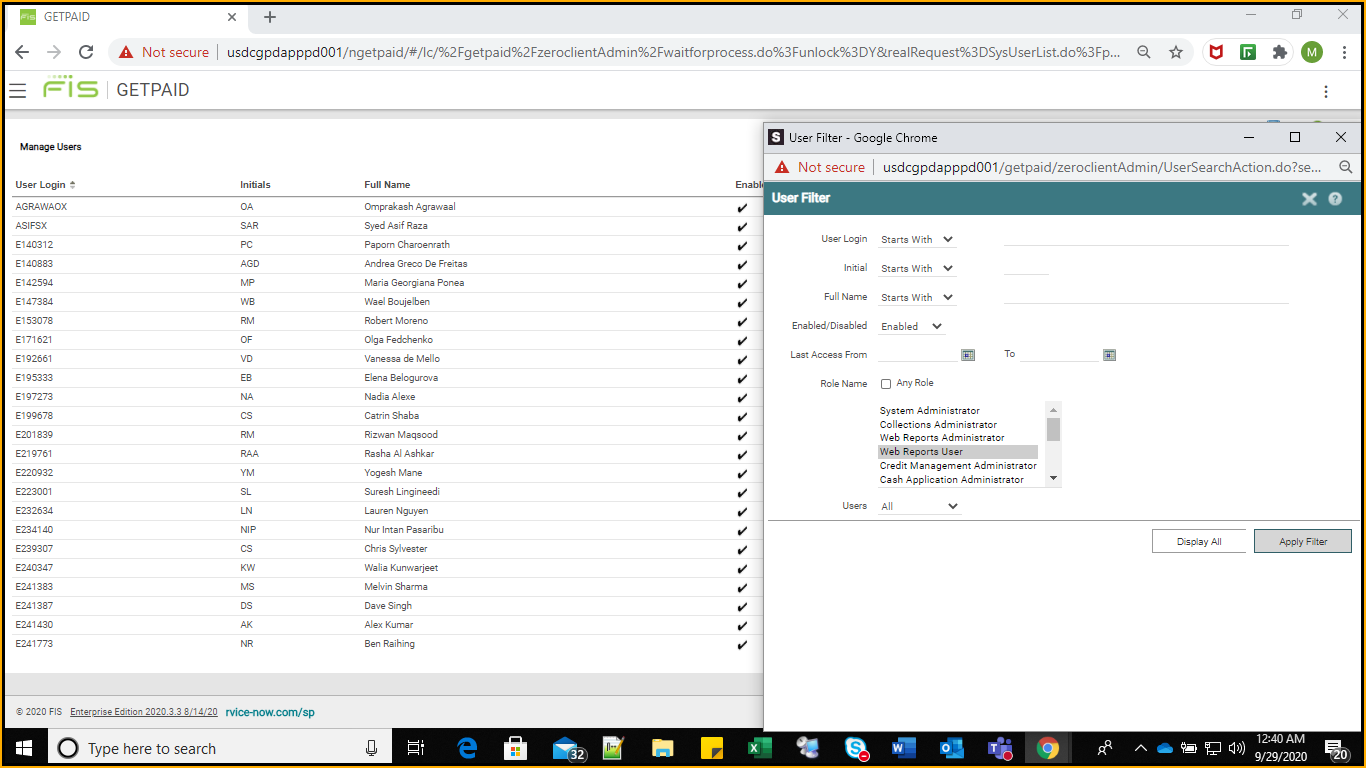 FIS GETPAID
Not secure usdcgpdapppd001/ngetpaid/#/lc/%2Fgetpaid%2FzeroclientAdmin%2Fwaitforprocess.do%3Funlock%3DY&realRequest%3DSysUserList.do%3Fp... M
FIS GETPAID
Manage Users
User Login Initials Full Name Enable
AGRAWAOX OA Omprakash Agrawaal
ASIFSX SAR Syed Asif Raza
E140312 PC Paporn Charoenrath
E140883 AGD Andrea Greco De Freitas
E142594 MP Maria Georgiana Ponea
E147384 WB Wael Boujelben
E153078 RM Robert Moreno
E171621 OF Olga Fedchenko
E192661 VD Vanessa de Mello
E195333 EB Elena Belogurova
E197273 NA Nadia Alexe
E199678 CS Catrin Shaba
E201839 RM Rizwan Maqsood
E219761 RAA Rasha Al Ashkar
E220932 YM Yogesh Mane
E223001 SL Suresh Lingineedi
E232634 LN Lauren Nguyen
E234140 NIP Nur Intan Pasaribu
E239307 CS Chris Sylvester
E240347 KW Walia Kunwarjeet
E241383 MS Melvin Sharma
E241387 DS Dave Singh
E241430 AK Alex Kumar
E241773 NR Ben Raihing
© 2020 FIS Enterprise Edition 2020.3.3 8/14/20 rvice-now.com/sp
S User Filter - Google Chrome
Not secure usdcgpdapppd001/getpaid/zeroclientAdmin/UserSearchAction.do?se...
User Filter
User Login Starts With
Initial Starts With
Full Name Starts With
Enabled/Disabled Enabled
Last Access From To
Role Name Any Role
System Administrator
Collections Administrator
Web Reports Administrator
Web Reports User
Credit Management Administrator
Cash Application Administrator
Users All
Display All Apply Filter
Type here to search 32
12:40 AM
9/29/2020
20